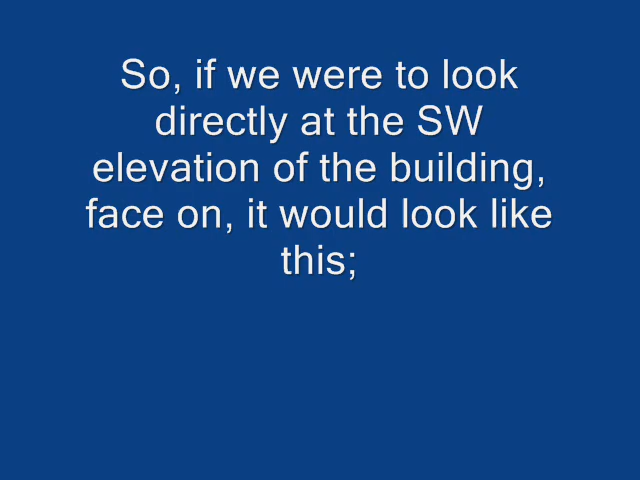 So, if we were to look
directly at the SW
elevation of the building,
face on, it would look like
this;